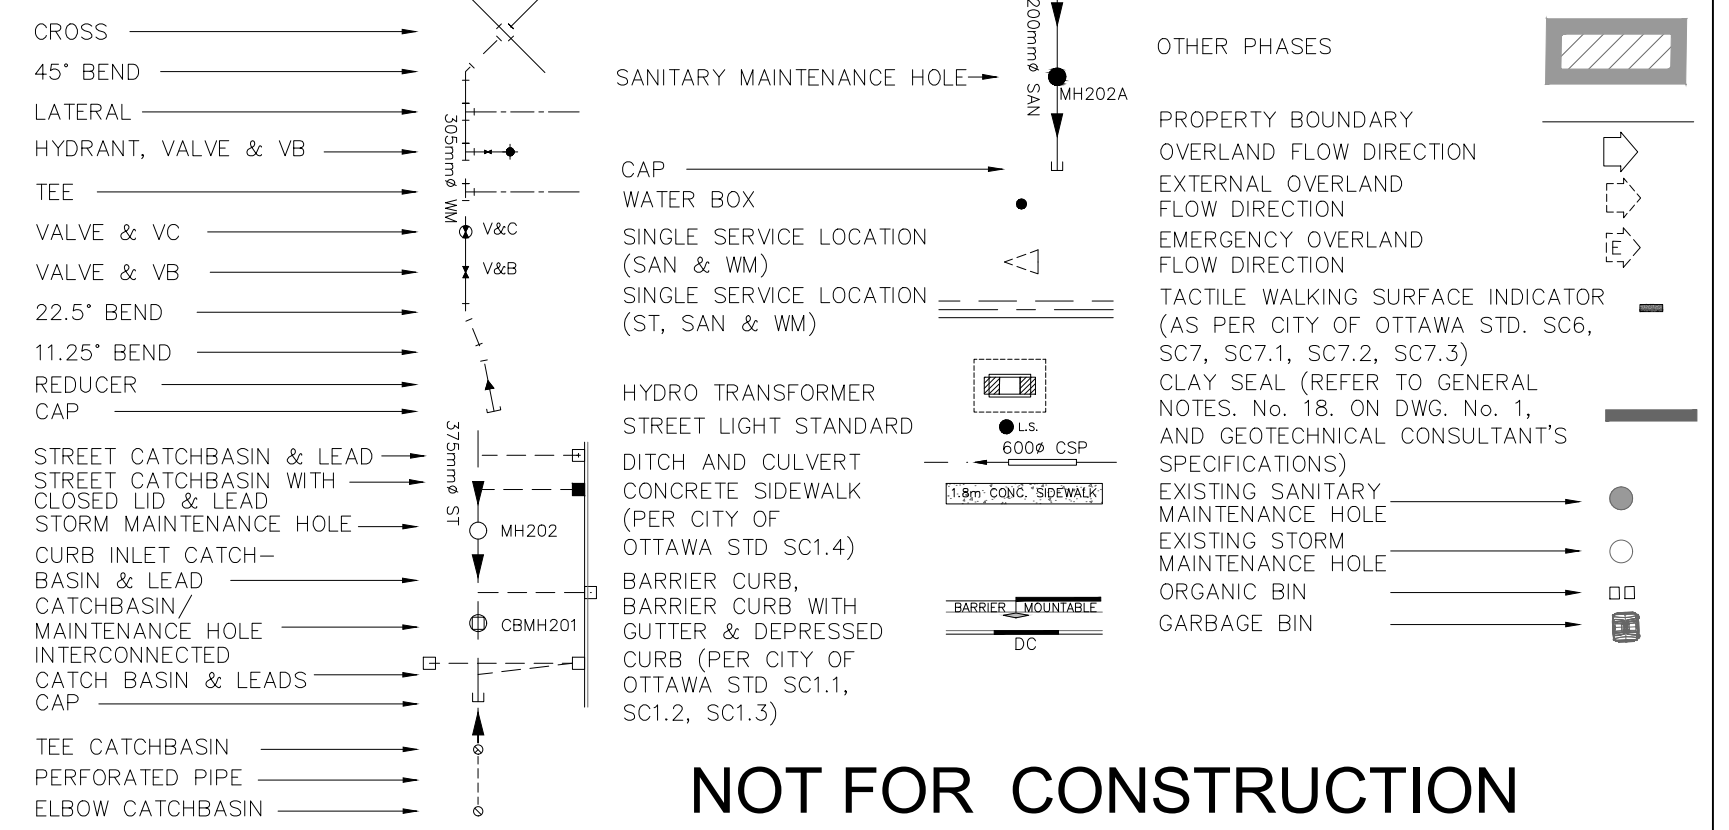 CROSS
45° BEND
LATERAL
HYDRANT, VALVE & VB
TEE
VALVE & VC
VALVE & VB
22.5° BEND
11.25° BEND
REDUCER
CAP
STREET CATCHBASIN & LEAD
STREET CATCHBASIN WITH
CLOSED LID & LEAD
STORM MAINTENANCE HOLE
CURB INLET CATCH-
BASIN & LEAD
CATCHBASIN/
MAINTENANCE HOLE
INTERCONNECTED
CATCH BASIN & LEADS
CAP
TEE CATCHBASIN
PERFORATED PIPE
ELBOW CATCHBASIN
305mmø WM
V&C
V&B
375mmø ST
MH202
CBMH201
200mmø SAN
SANITARY MAINTENANCE HOLE
MH202A
CAP
WATER BOX
SINGLE SERVICE LOCATION
(SAN & WM)
SINGLE SERVICE LOCATION
(ST, SAN & WM)
HYDRO TRANSFORMER
STREET LIGHT STANDARD
L.S.
600ø CSP
DITCH AND CULVERT
CONCRETE SIDEWALK
(PER CITY OF
OTTAWA STD SC1.4)
1.8m CONC. SIDEWALK
BARRIER CURB,
BARRIER CURB WITH
GUTTER & DEPRESSED
CURB (PER CITY OF
OTTAWA STD SC1.1,
SC1.2, SC1.3)
BARRIER MOUNTABLE
DC
OTHER PHASES
PROPERTY BOUNDARY
OVERLAND FLOW DIRECTION
EXTERNAL OVERLAND
FLOW DIRECTION
EMERGENCY OVERLAND
FLOW DIRECTION
E
TACTILE WALKING SURFACE INDICATOR
(AS PER CITY OF OTTAWA STD. SC6,
SC7, SC7.1, SC7.2, SC7.3)
CLAY SEAL (REFER TO GENERAL
NOTES. No. 18. ON DWG. No. 1,
AND GEOTECHNICAL CONSULTANT'S
SPECIFICATIONS)
EXISTING SANITARY
MAINTENANCE HOLE
EXISTING STORM
MAINTENANCE HOLE
ORGANIC BIN
GARBAGE BIN
NOT FOR CONSTRUCTION